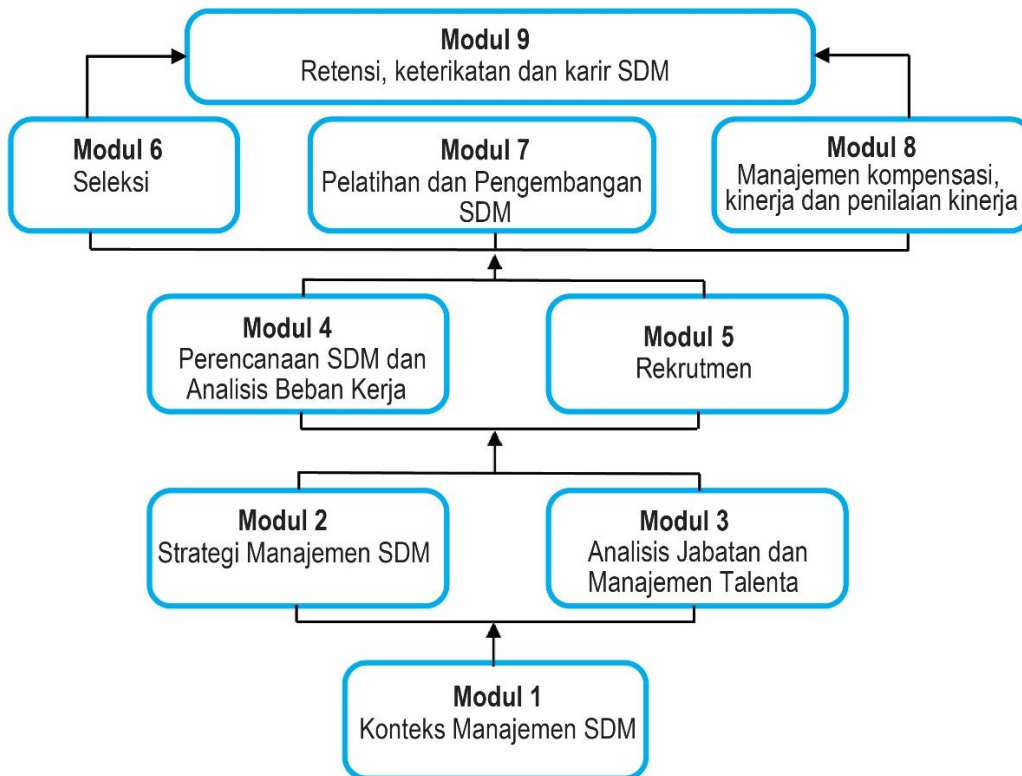 Modul 9
Retensi, keterikatan dan karir SDM
Modul 6
Seleksi
Modul 7
Pelatihan dan Pengembangan
SDM
Modul 8
Manajemen kompensasi,
kinerja dan penilaian kinerja
Modul 4
Perencanaan SDM dan
Analisis Beban Kerja
Modul 5
Rekrutmen
Modul 2
Strategi Manajemen SDM
Modul 3
Analisis Jabatan dan
Manajemen Talenta
Modul 1
Konteks Manajemen SDM